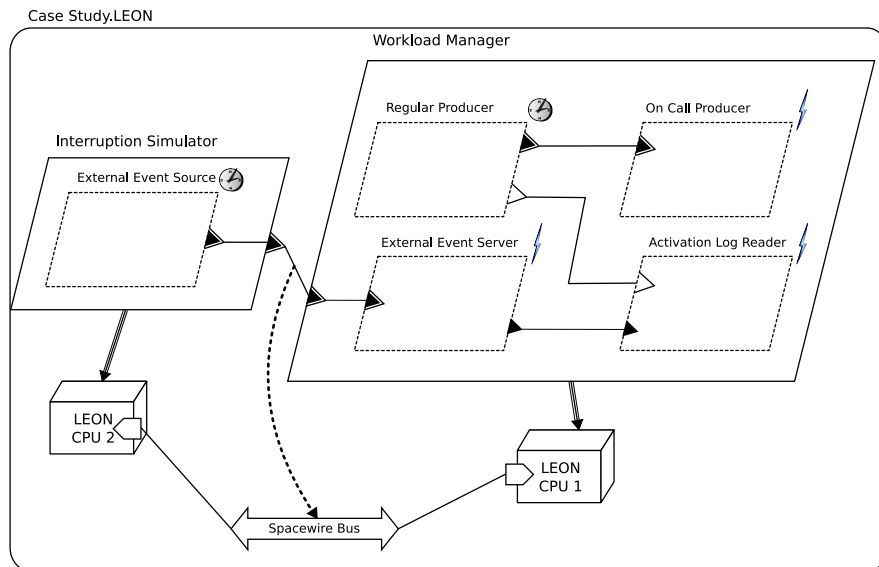 Case Study.LEON
Workload Manager
Regular Producer
On Call Producer
Interruption Simulator
External Event Source
External Event Server
Activation Log Reader
LEON
CPU 2
LEON
CPU 1
Spacewire Bus